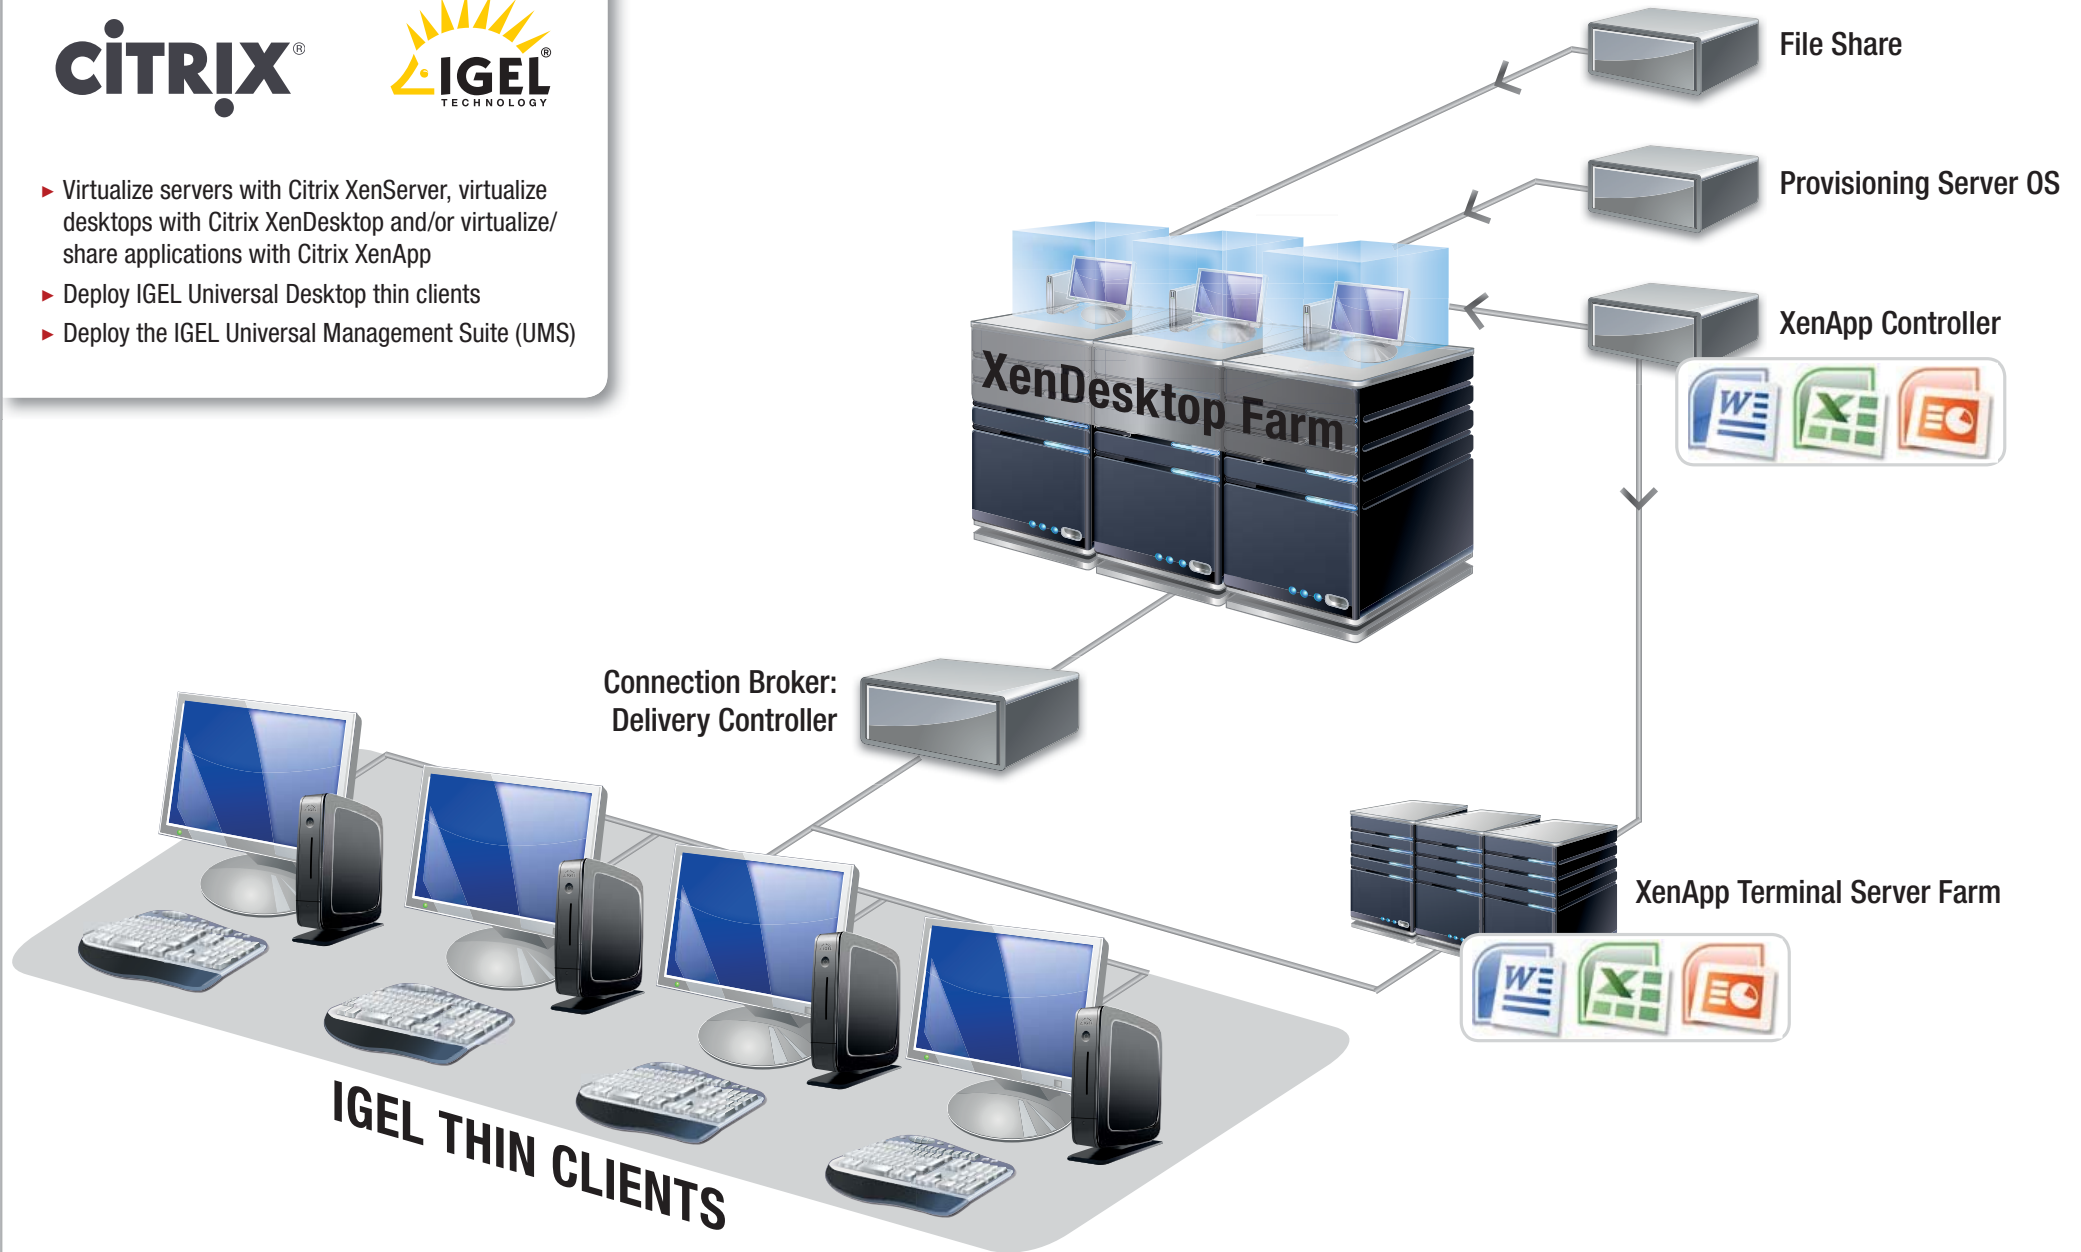 CİTRIX®
IGEL®
TECHNOLOGY
► Virtualize servers with Citrix XenServer, virtualize
desktops with Citrix XenDesktop and/or virtualize/
share applications with Citrix XenApp
► Deploy IGEL Universal Desktop thin clients
► Deploy the IGEL Universal Management Suite (UMS)
File Share
Provisioning Server OS
XenApp Controller
W X
XenDesktop Farm
Connection Broker:
Delivery Controller
XenApp Terminal Server Farm
W X
IGEL THIN CLIENTS